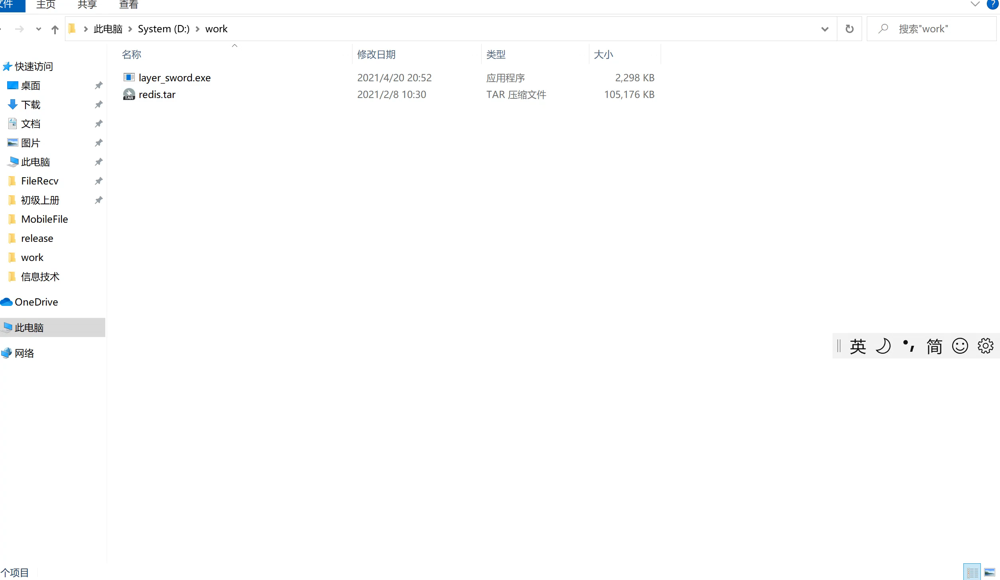 文件 主页 共享 查看
此电脑 System (D:) work 搜索"work"
名称 修改日期 类型 大小
layer_sword.exe 2021/4/20 20:52 应用程序 2,298 KB
TAR redis.tar 2021/2/8 10:30 TAR 压缩文件 105,176 KB
快速访问
桌面
下载
文档
图片
此电脑
FileRecv
初级上册
MobileFile
release
work
信息技术
OneDrive
此电脑
网络
英 简
个项目